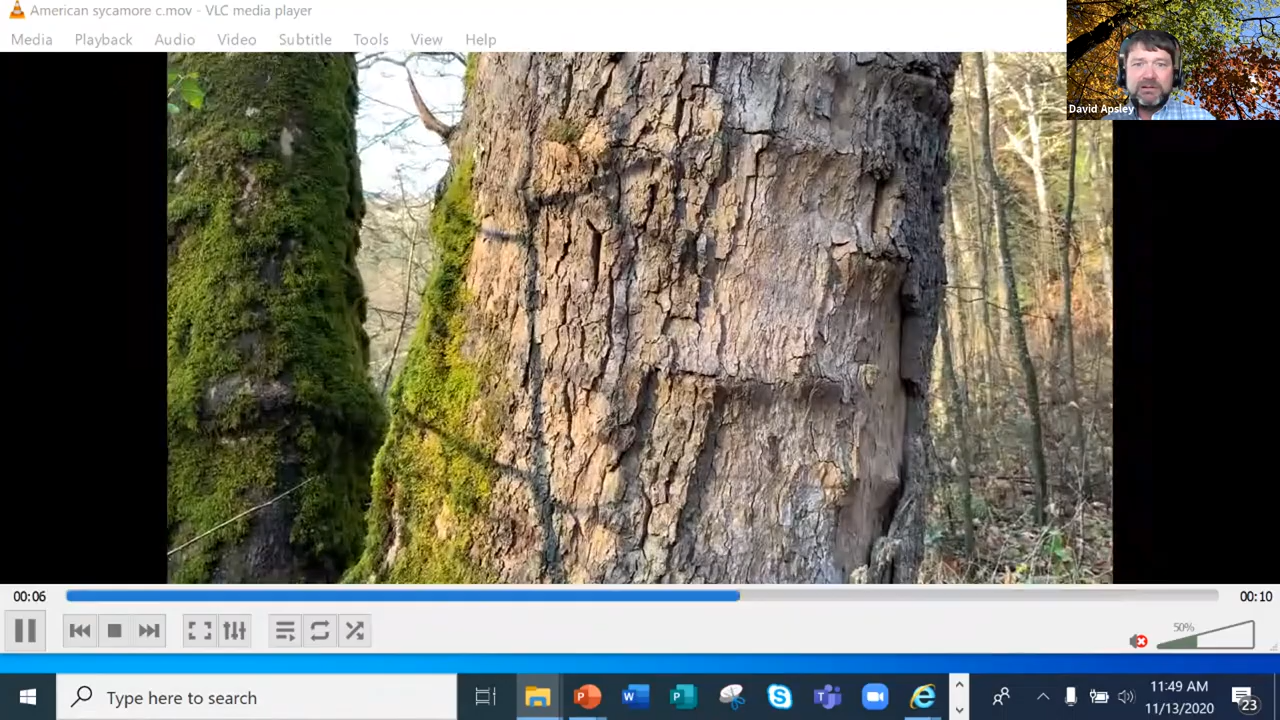 American sycamore c.mov - VLC media player
Media Playback Audio Video Subtitle Tools View Help
David Apsley
00:06
00:10
50%
Type here to search
11:49 AM
11/13/2020
23